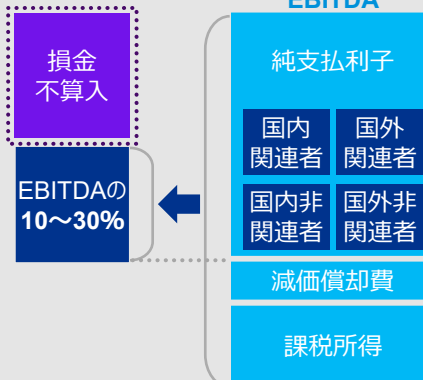 EBITDA
損金
不算入
EBITDAの
10〜30%
純支払利子
国内
関連者
国外
関連者
国内非
関連者
国外非
関連者
減価償却費
課税所得